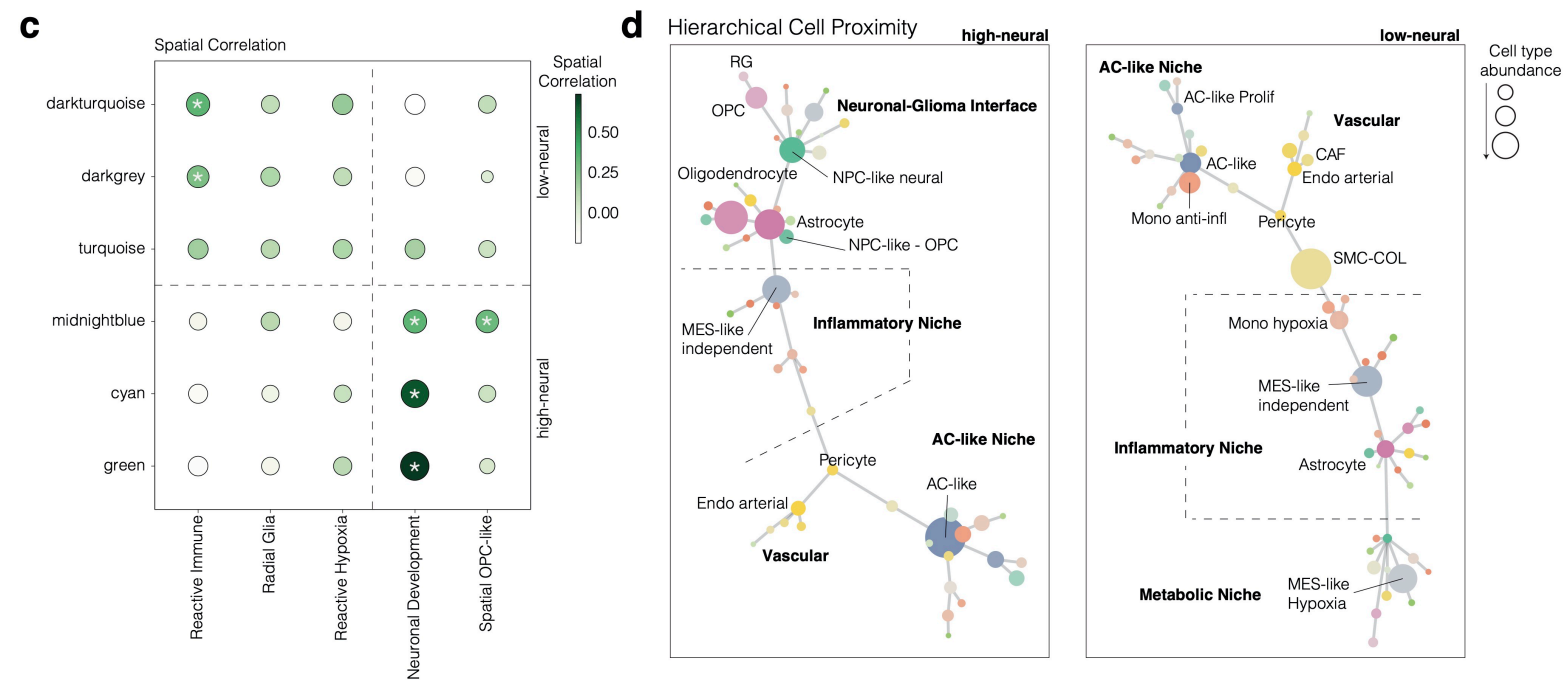 c
Spatial Correlation
darkturquoise
darkgrey
turquoise
midnightblue
cyan
green
low-neural
high-neural
*
*
*
*
*
*
Reactive Immune
Radial Glia
Reactive Hypoxia
Neuronal Development
Spatial OPC-like
Spatial
Correlation
0.50
0.25
0.00
d
Hierarchical Cell Proximity
high-neural
RG
OPC
Neuronal-Glioma Interface
Oligodendrocyte
NPC-like neural
Astrocyte
NPC-like - OPC
MES-like
independent
Inflammatory Niche
AC-like Niche
Pericyte
AC-like
Endo arterial
Vascular
low-neural
AC-like Niche
AC-like Prolif
Vascular
CAF
AC-like
Endo arterial
Mono anti-infl
Pericyte
SMC-COL
Mono hypoxia
MES-like
independent
Inflammatory Niche
Astrocyte
MES-like
Hypoxia
Metabolic Niche
Cell type
abundance